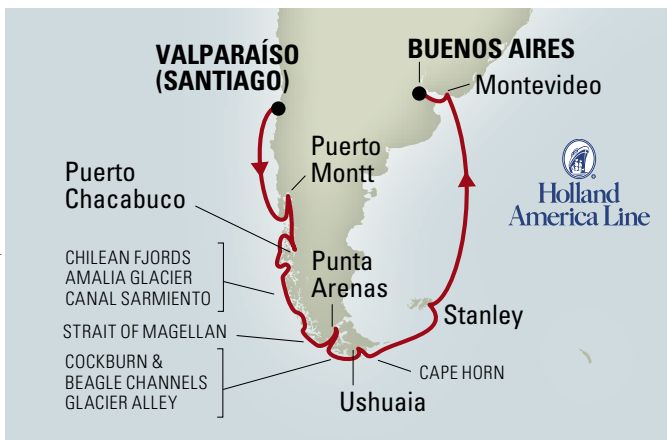 VALPARAÍSO
(SANTIAGO)
BUENOS AIRES
Montevideo
Puerto
Montt
Puerto
Chacabuco
Holland
America Line
®
CHILEAN FJORDS
AMALIA GLACIER
CANAL SARMIENTO
Punta
Arenas
Stanley
STRAIT OF MAGELLAN
COCKBURN &
BEAGLE CHANNELS
GLACIER ALLEY
CAPE HORN
Ushuaia